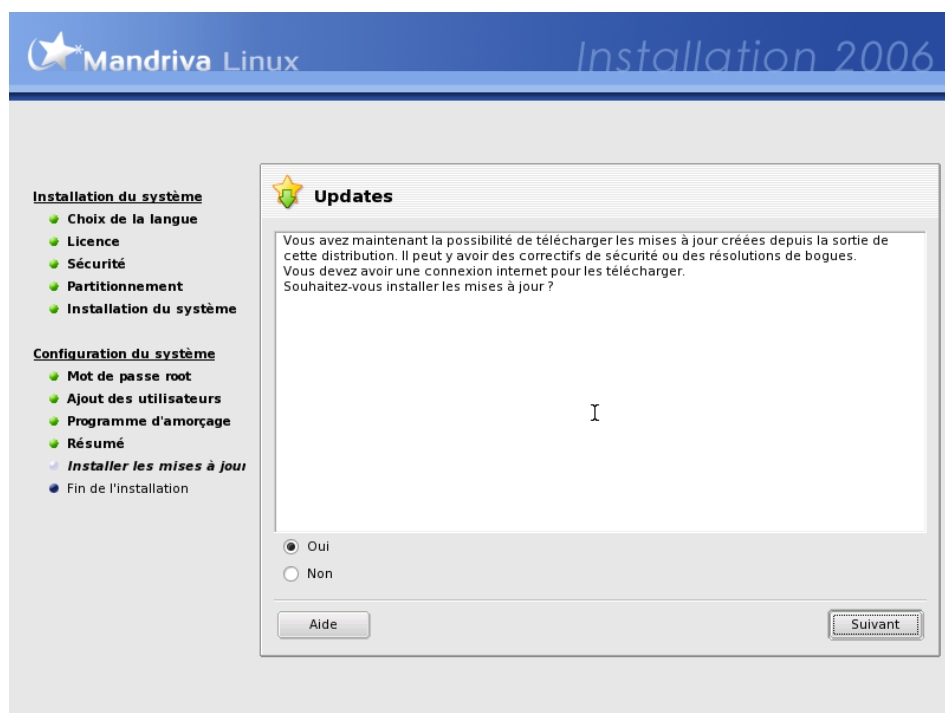 Mandriva Linux
Installation 2006
Installation du système
Choix de la langue
Licence
Sécurité
Partitionnement
Installation du système
Configuration du système
Mot de passe root
Ajout des utilisateurs
Programme d'amorçage
Résumé
Installer les mises à jour
Fin de l'installation
Updates
Vous avez maintenant la possibilité de télécharger les mises à jour créées depuis la sortie de
cette distribution. Il peut y avoir des correctifs de sécurité ou des résolutions de bogues.
Vous devez avoir une connexion internet pour les télécharger.
Souhaitez-vous installer les mises à jour ?
Oui
Non
Aide
Suivant